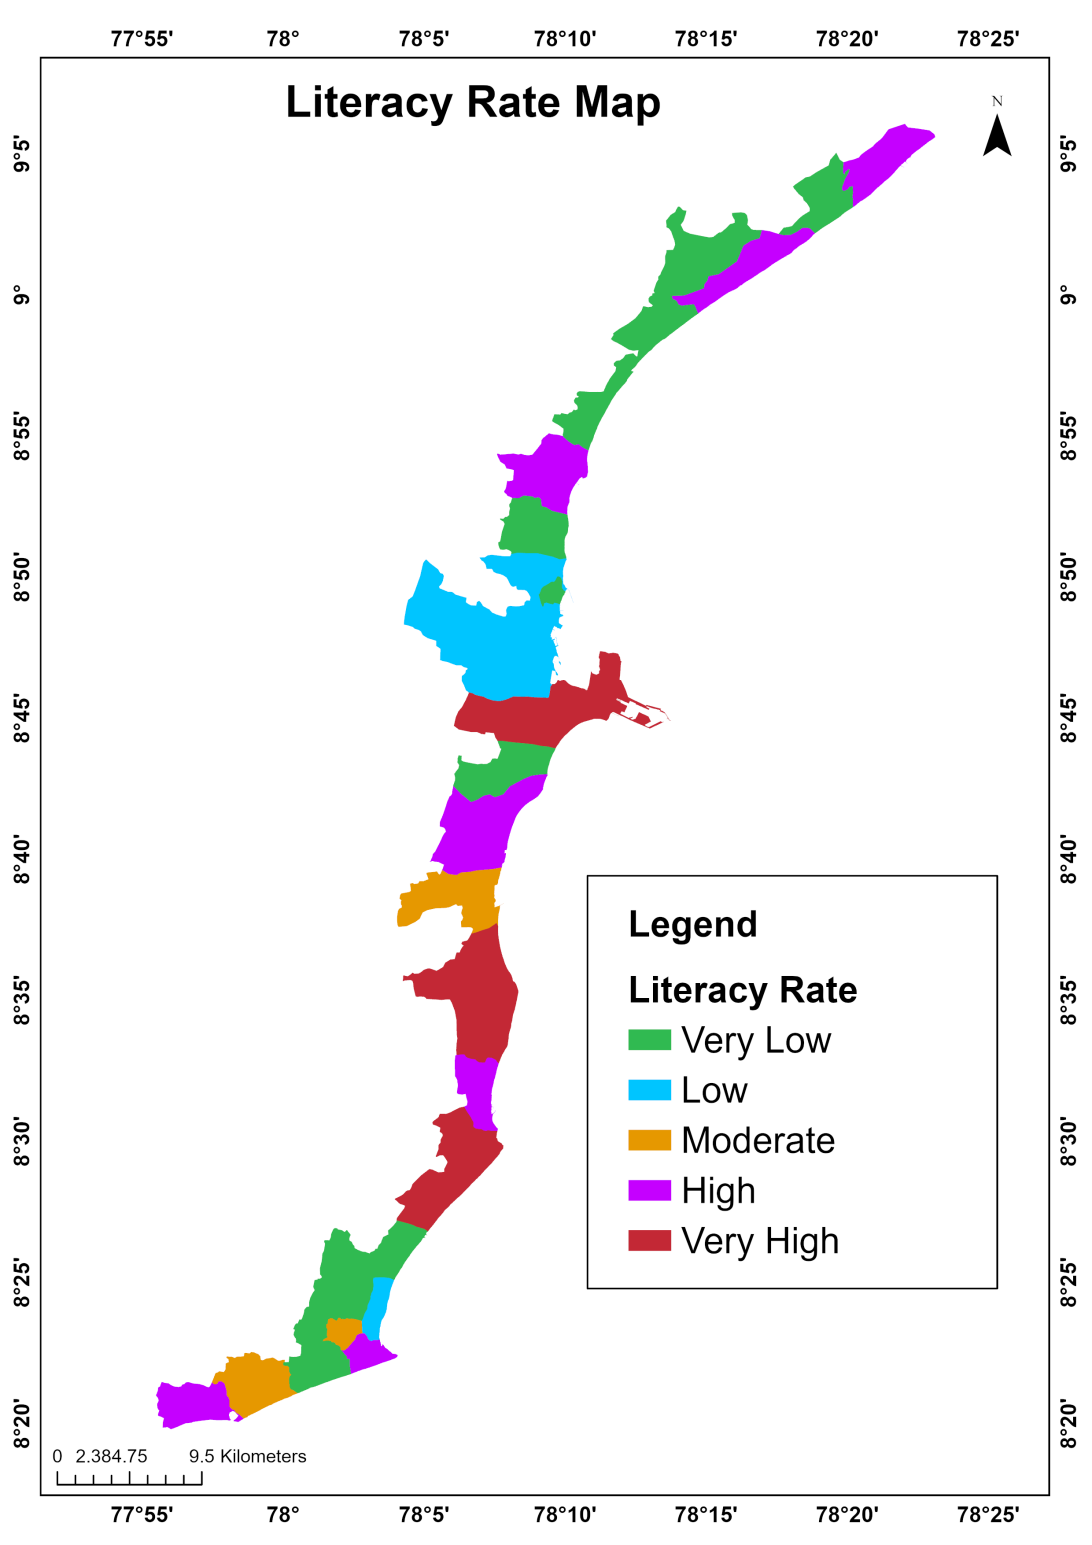 77°55' 78° 78°5' 78°10' 78°15' 78°20' 78°25'
Literacy Rate Map
N
9°5' 9°5'
9° 9°
8°55' 8°55'
8°50' 8°50'
8°45' 8°45'
8°40' 8°40'
Legend
Literacy Rate
8°35' 8°35'
Very Low
Low
Moderate
8°30' 8°30'
High
Very High
8°25' 8°25'
8°20' 8°20'
0 2.384.75 9.5 Kilometers
77°55' 78° 78°5' 78°10' 78°15' 78°20' 78°25'